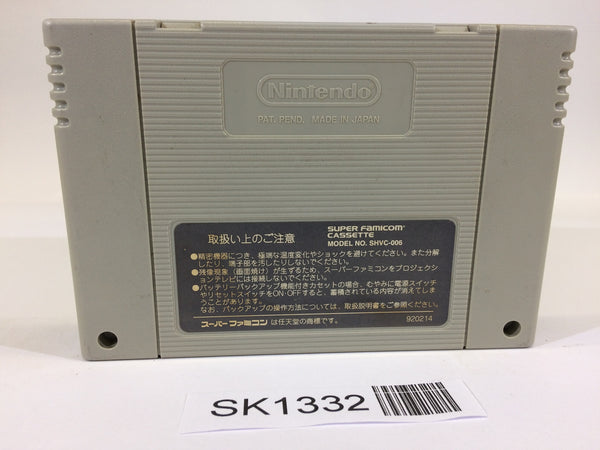 Nintendo
PAT. PEND. MADE IN JAPAN
取扱い上のご注意
SUPER FAMICOM
CASSETTE
MODEL NO. SHVC-006
●精密機器につき、極端な温度変化やショックを避けてください。また分解
したり、端子部を汚したりしないでください。
●残像現象（画面焼け）が生ずるため、スーパーファミコンをプロジェクシ
ョンテレビには接続しないでください。
●バッテリーバックアップ機能付きカセットの場合、むやみに電源スイッチ
やリセットスイッチをON・OFFすると、蓄積されている内容が消えてしま
うことがあります。
なお、バックアップの操作方法については、取扱説明書をご参照ください。
スーパーファミコンは任天堂の商標です。
920214
SK1332